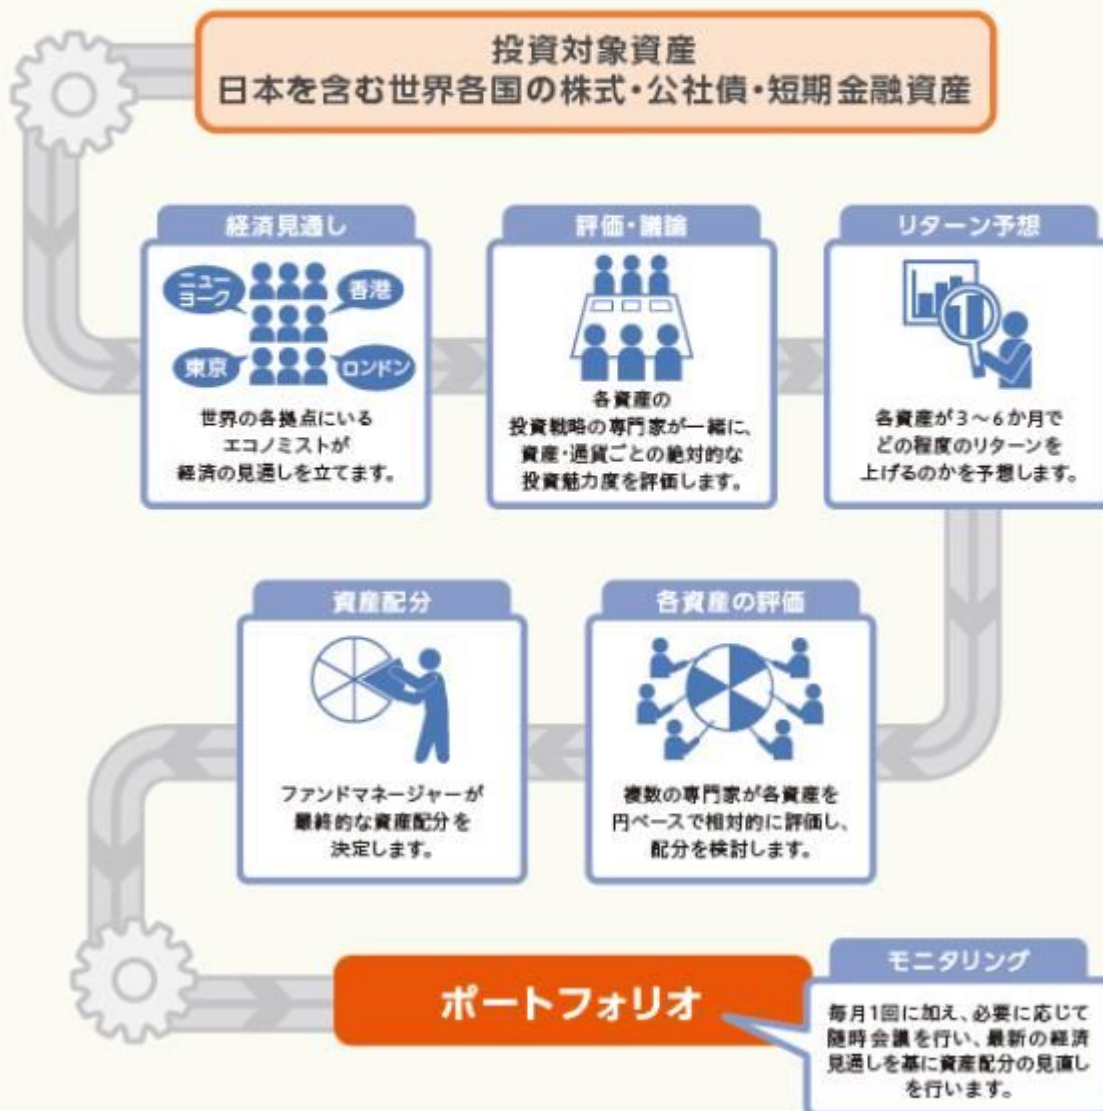 投資対象資産
日本を含む世界各国の株式・公社債・短期金融資産
経済見通し
ニュー
ヨーク
香港
東京
ロンドン
世界の各拠点にいる
エコノミストが
経済の見通しを立てます。
評価・議論
各資産の
投資戦略の専門家が一緒に、
資産・通貨ごとの絶対的な
投資魅力度を評価します。
リターン予想
各資産が3～6か月で
どの程度のリターンを
上げるのかを予想します。
資産配分
ファンドマネージャーが
最終的な資産配分を
決定します。
各資産の評価
複数の専門家が各資産を
円ベースで相対的に評価し、
配分を検討します。
ポートフォリオ
モニタリング
毎月1回に加え、必要に応じて
随時会議を行い、最新の経済
見通しを基に資産配分の見直し
を行います。